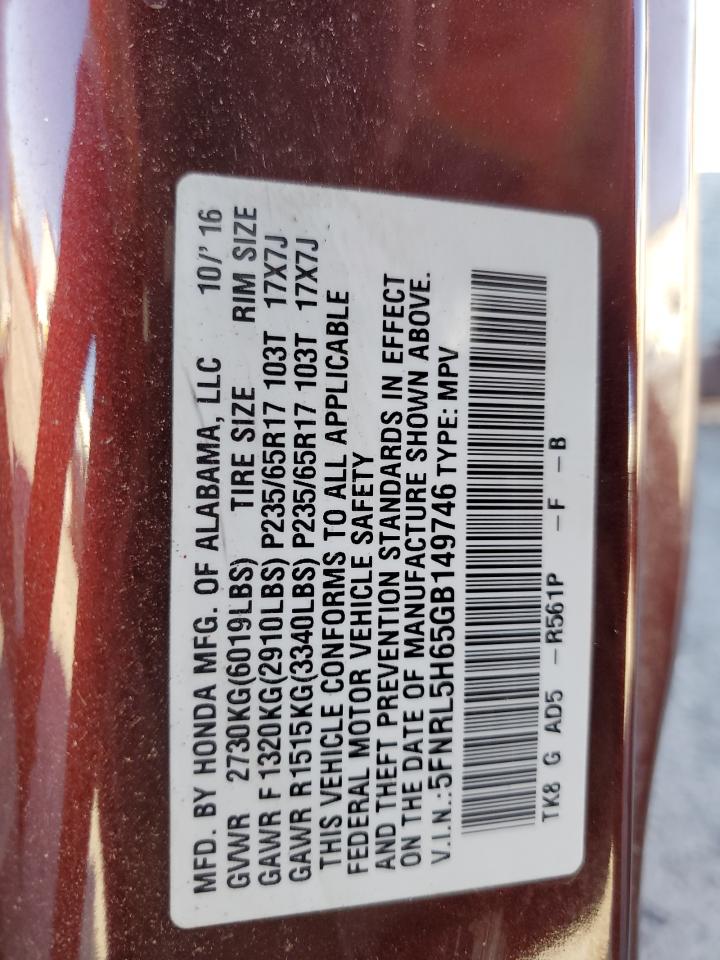 MFD. BY HONDA MFG. OF ALABAMA, LLC 10/' 16
GVWR 2730KG(6019LBS) TIRE SIZE RIM SIZE
GAWR F 1320KG(2910LBS) P235/65R17 103T 17X7J
GAWR R1515KG(3340LBS) P235/65R17 103T 17X7J
THIS VEHICLE CONFORMS TO ALL APPLICABLE
FEDERAL MOTOR VEHICLE SAFETY
AND THEFT PREVENTION STANDARDS IN EFFECT
ON THE DATE OF MANUFACTURE SHOWN ABOVE.
V.I.N.:5FNRL5H65GB149746 TYPE: MPV
TK8 G AD5 –R561P –F –B